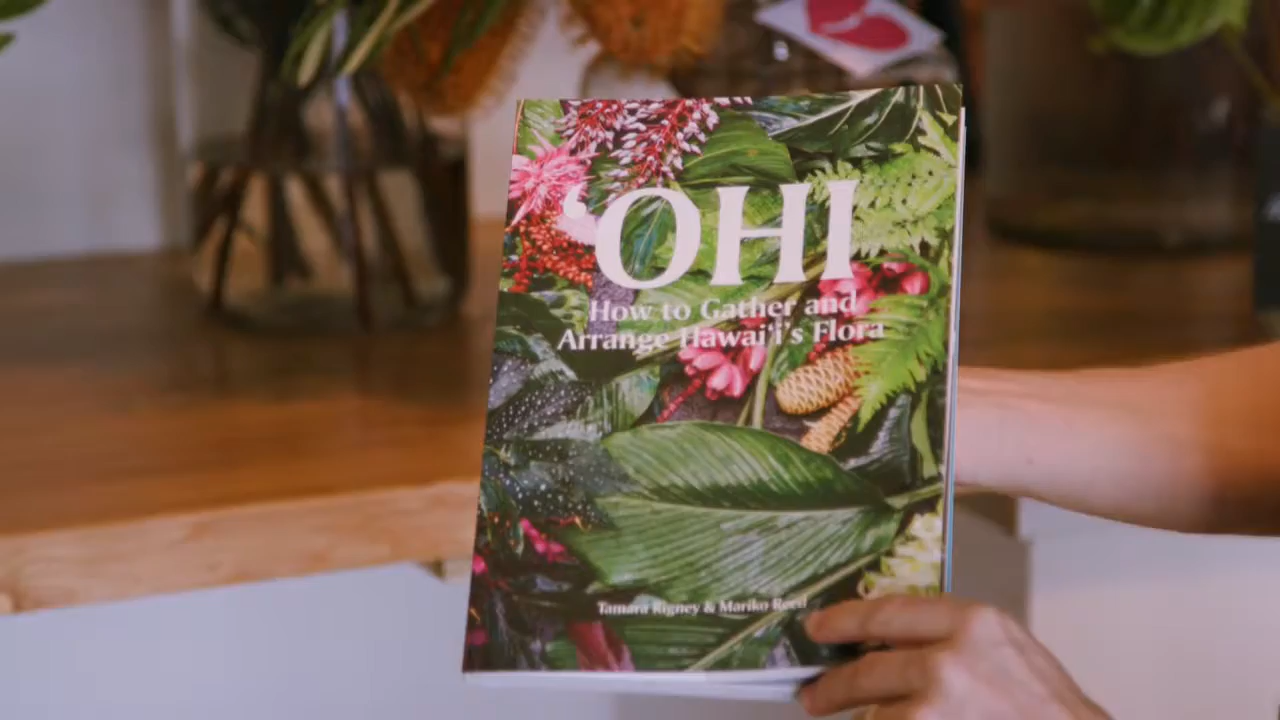 ʻOHI
How to Gather and
Arrange Hawaiʻi's Flora
Tamara Rigney & Mariko Reed